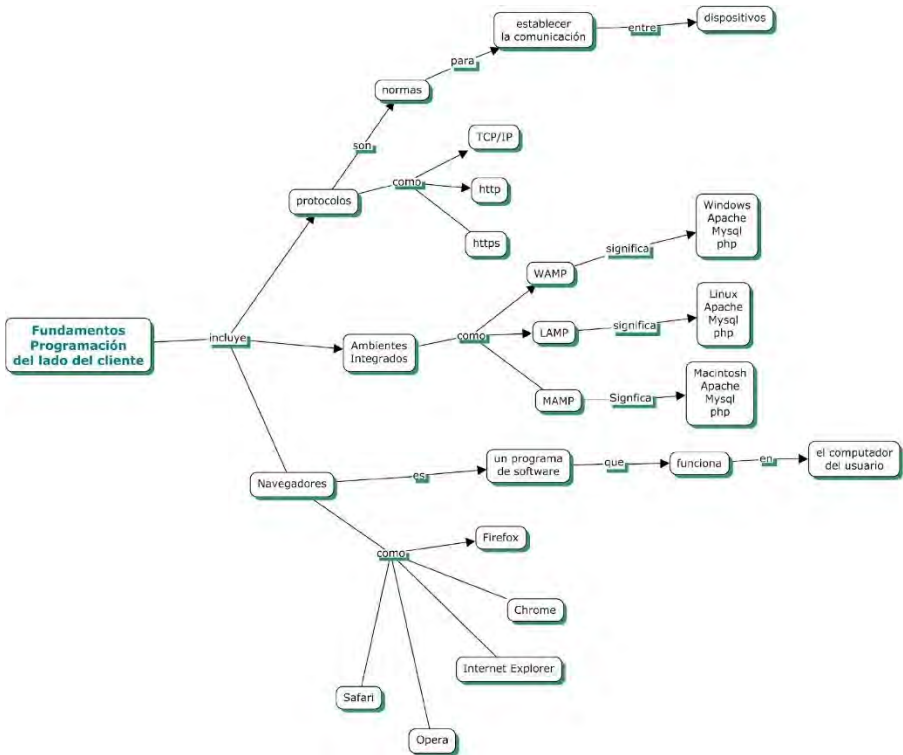 establecer
la comunicación
entre
dispositivos
para
normas
son
TCP/IP
protocolos
como
http
https
Windows
Apache
Mysql
php
significa
WAMP
Fundamentos
Programación
del lado del cliente
incluye
Ambientes
Integrados
como
LAMP
significa
Linux
Apache
Mysql
php
MAMP
Signfica
Macintosh
Apache
Mysql
php
Navegadores
es
un programa
de software
que
funciona
en
el computador
del usuario
como
Firefox
Chrome
Internet Explorer
Safari
Opera